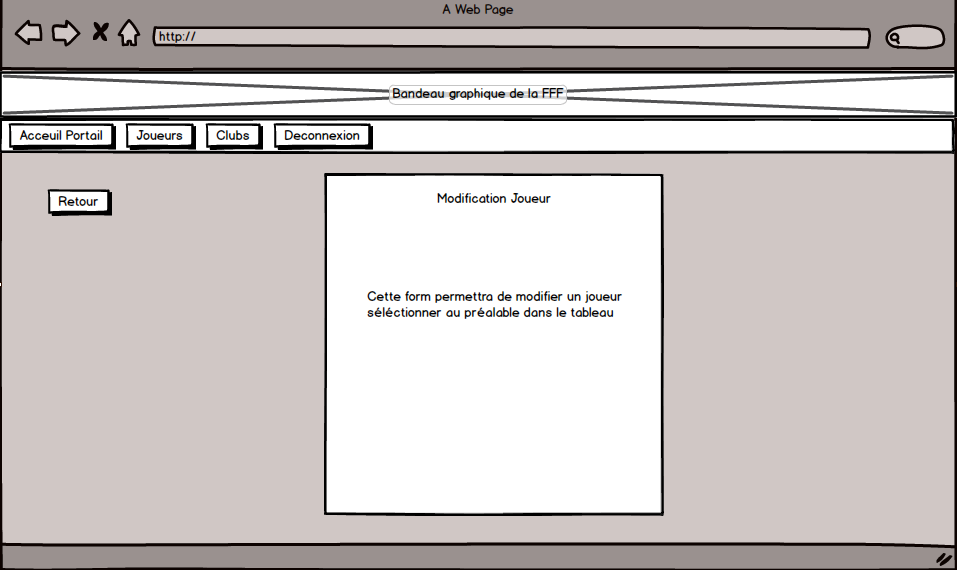 A Web Page
http://
Bandeau graphique de la FFF
Acceuil Portail Joueurs Clubs Deconnexion
Retour
Modification Joueur
Cette form permettra de modifier un joueur
séléctionner au préalable dans le tableau